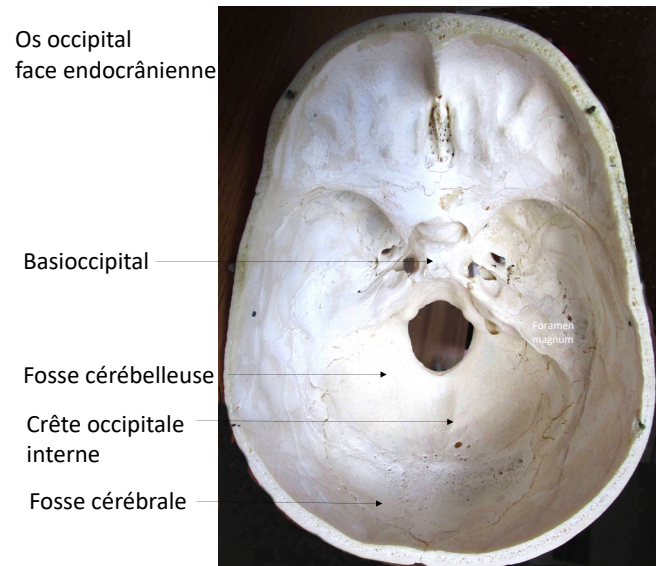 Os occipital
face endocrânienne
Basioccipital
Foramen
magnum
Fosse cérébelleuse
Crête occipitale
interne
Fosse cérébrale